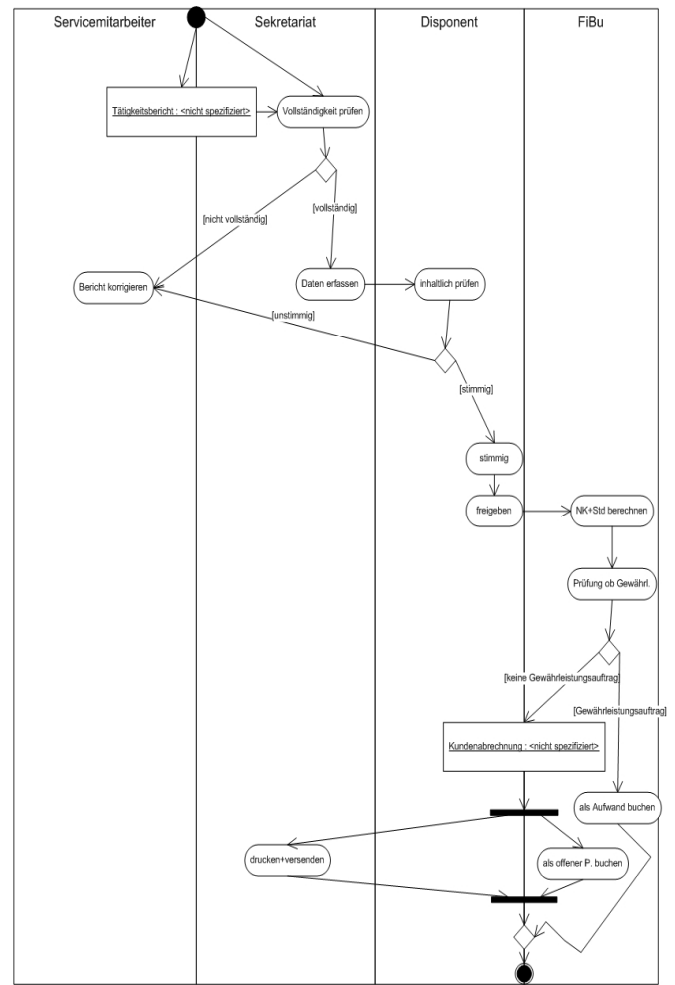 Servicemitarbeiter
Sekretariat
Disponent
FiBu
Tätigkeitsbericht : <nicht spezifiziert>
Vollständigkeit prüfen
[nicht vollständig]
[vollständig]
Bericht korrigieren
Daten erfassen
inhaltlich prüfen
[unstimmig]
[stimmig]
stimmig
freigeben
NK+Std berechnen
Prüfung ob Gewährl.
[keine Gewährleistungsauftrag]
[Gewährleistungsauftrag]
Kundenabrechnung : <nicht spezifiziert>
als Aufwand buchen
drucken+versenden
als offener P. buchen